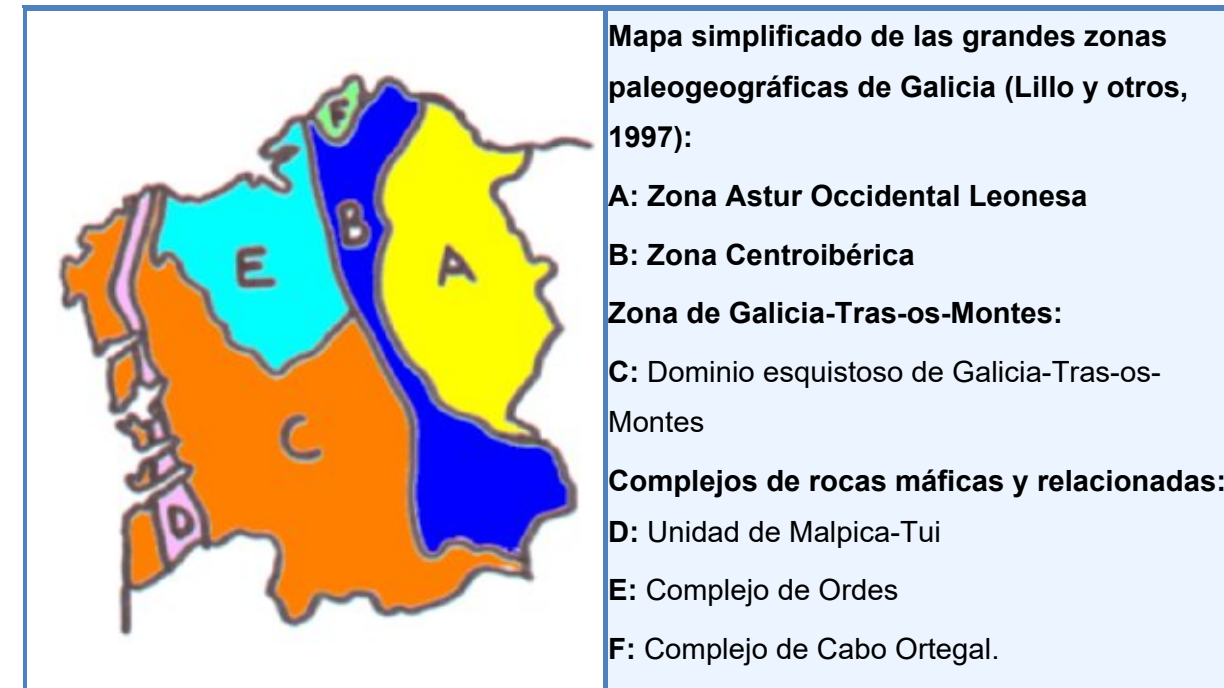 F
B
A
E
C
D
Mapa simplificado de las grandes zonas
paleogeográficas de Galicia (Lillo y otros,
1997):
A: Zona Astur Occidental Leonesa
B: Zona Centroibérica
Zona de Galicia-Tras-os-Montes:
C: Dominio esquistoso de Galicia-Tras-os-
Montes
Complejos de rocas máficas y relacionadas:
D: Unidad de Malpica-Tui
E: Complejo de Ordes
F: Complejo de Cabo Ortegal.